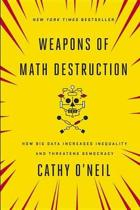 NEW YORK TIMES BESTSELLER
WEAPONS OF
MATH DESTRUCTION
HOW BIG DATA INCREASES INEQUALITY
AND THREATENS DEMOCRACY
CATHY O'NEIL